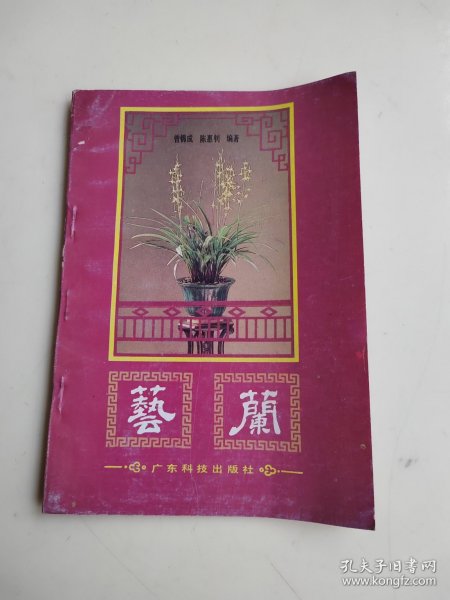 曾锦成 陈惠钊 编著
藝 蘭
广东科技出版社
孔夫子旧书网
www.kongfz.com